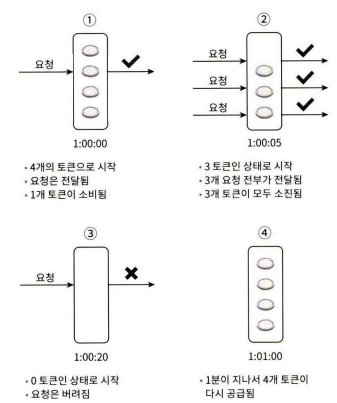 ①
요청
1:00:00
• 4개의 토큰으로 시작
• 요청은 전달됨
• 1개 토큰이 소비됨
②
요청
요청
요청
1:00:05
• 3 토큰인 상태로 시작
• 3개 요청 전부가 전달됨
• 3개 토큰이 모두 소진됨
③
요청
1:00:20
• 0 토큰인 상태로 시작
• 요청은 버려짐
④
1:01:00
• 1분이 지나서 4개 토큰이
다시 공급됨